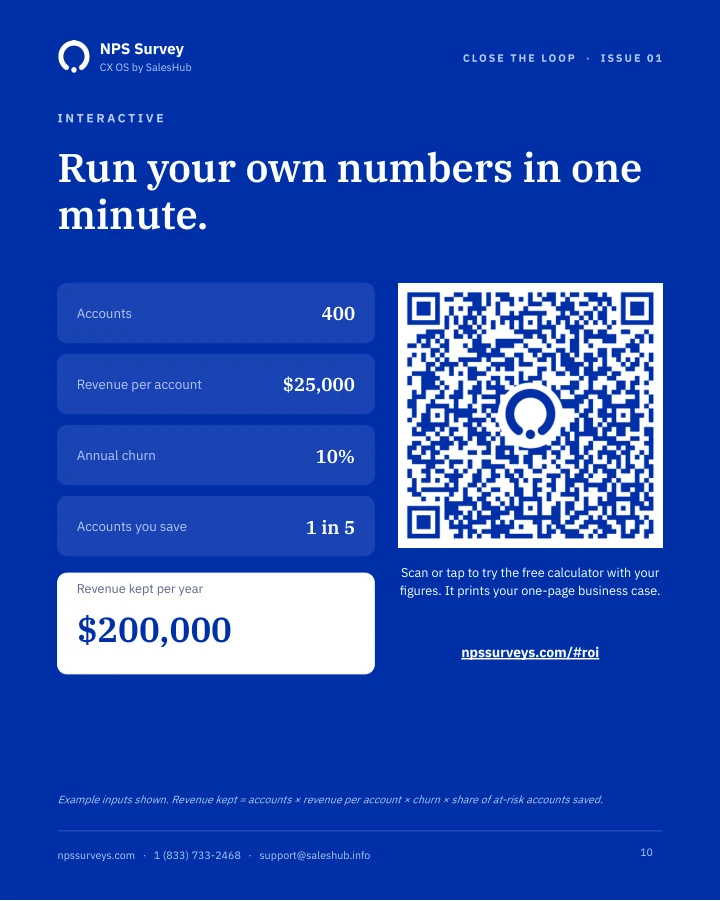 NPS Survey
CX OS by SalesHub
CLOSE THE LOOP · ISSUE 01
INTERACTIVE
Run your own numbers in one
minute.
Accounts 400
Revenue per account $25,000
Annual churn 10%
Accounts you save 1 in 5
Revenue kept per year
$200,000
Scan or tap to try the free calculator with your
figures. It prints your one-page business case.
npssurveys.com/#roi
Example inputs shown. Revenue kept = accounts × revenue per account × churn × share of at-risk accounts saved.
npssurveys.com · 1 (833) 733-2468 · support@saleshub.info
10